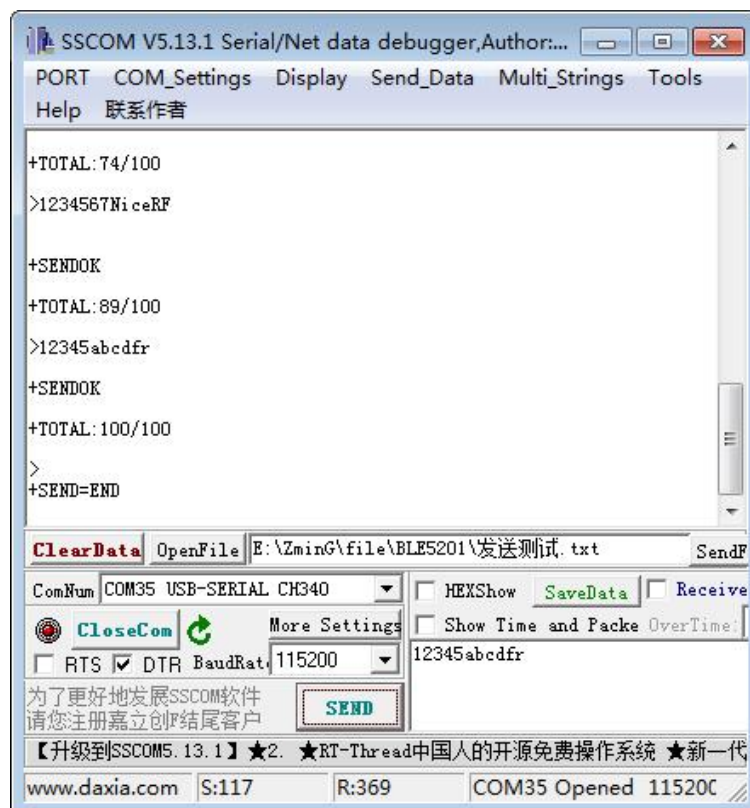 SSCOM V5.13.1 Serial/Net data debugger,Author:...
PORT COM_Settings Display Send_Data Multi_Strings Tools
Help 联系作者
+TOTAL:74/100
>1234567NiceRF
+SENDOK
+TOTAL:89/100
>12345abcdfr
+SENDOK
+TOTAL:100/100
>
+SEND=END
ClearData OpenFile E:\ZminG\file\BLE5201\发送测试.txt SendF
ComNum COM35 USB-SERIAL CH340 HEXShow SaveData Receive
CloseCom More Settings Show Time and Packe OverTime:
RTS DTR BaudRat 115200 12345abcdfr
为了更好地发展SSCOM软件
请您注册嘉立创F结尾客户 SEND
【升级到SSCOM5.13.1】★2. ★RT-Thread中国人的开源免费操作系统 ★新一代
www.daxia.com S:117 R:369 COM35 Opened 11520C